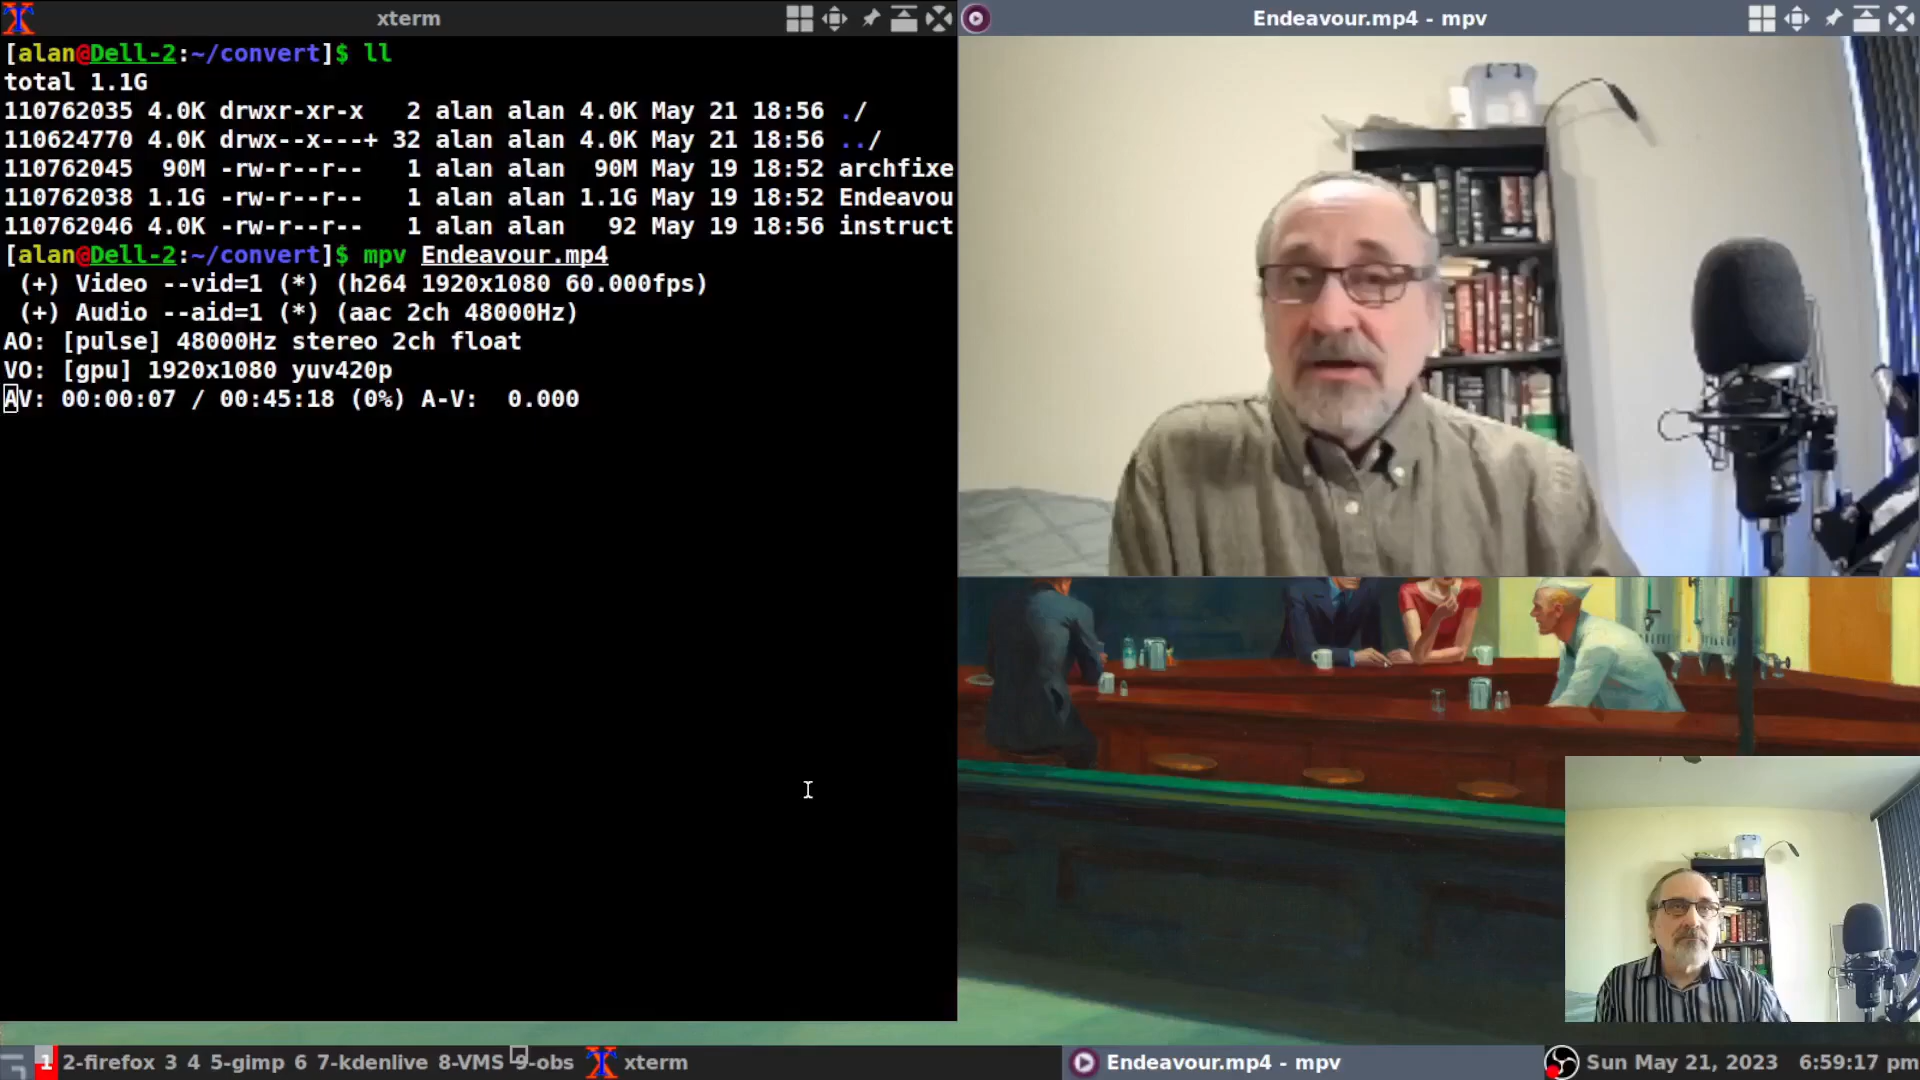 xterm
[alan@Dell-2:~/convert]$ ll
total 1.1G
110762035 4.0K drwxr-xr-x   2 alan alan 4.0K May 21 18:56 ./
110624770 4.0K drwx--x---+ 32 alan alan 4.0K May 21 18:56 ../
110762045  90M -rw-r--r--   1 alan alan  90M May 19 18:52 archfixe
110762038 1.1G -rw-r--r--   1 alan alan 1.1G May 19 18:52 Endeavou
110762046 4.0K -rw-r--r--   1 alan alan   92 May 19 18:56 instruct
[alan@Dell-2:~/convert]$ mpv Endeavour.mp4
 (+) Video --vid=1 (*) (h264 1920x1080 60.000fps)
 (+) Audio --aid=1 (*) (aac 2ch 48000Hz)
AO: [pulse] 48000Hz stereo 2ch float
VO: [gpu] 1920x1080 yuv420p
AV: 00:00:07 / 00:45:18 (0%) A-V:  0.000
Endeavour.mp4 - mpv
1 2-firefox 3 4 5-gimp 6 7-kdenlive 8-VMS 9-obs xterm Endeavour.mp4 - mpv Sun May 21, 2023 6:59:17 pm